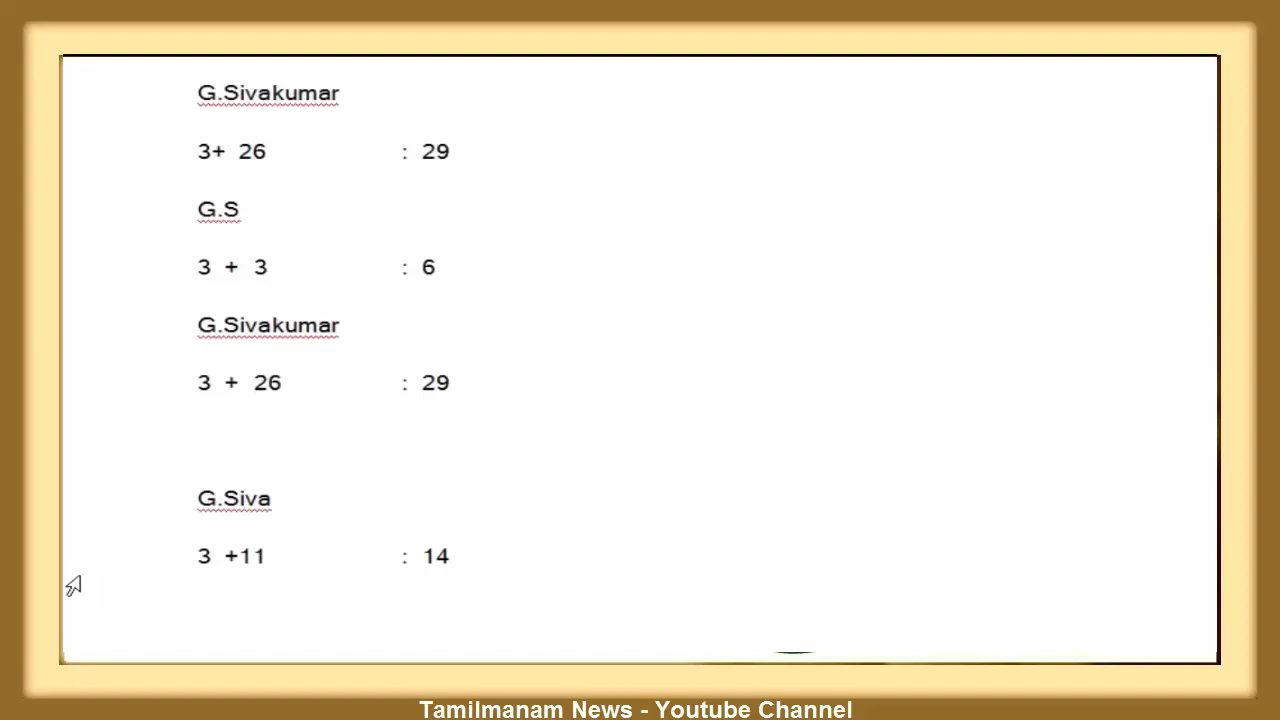 G.Sivakumar
3+ 26 : 29
G.S
3 + 3 : 6
G.Sivakumar
3 + 26 : 29
G.Siva
3 +11 : 14
Tamilmanam News - Youtube Channel